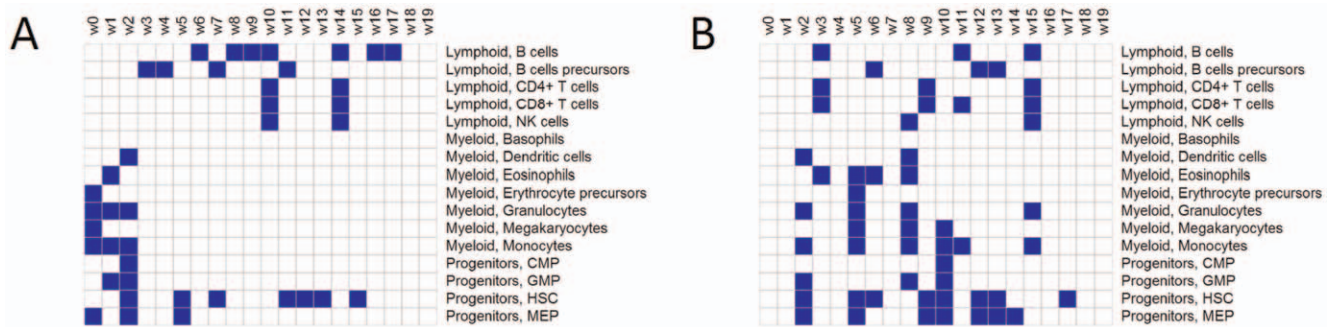 A
w0 w1 w2 w3 w4 w5 w6 w7 w8 w9 w10 w11 w12 w13 w14 w15 w16 w17 w18 w19
Lymphoid, B cells
Lymphoid, B cells precursors
Lymphoid, CD4+ T cells
Lymphoid, CD8+ T cells
Lymphoid, NK cells
Myeloid, Basophils
Myeloid, Dendritic cells
Myeloid, Eosinophils
Myeloid, Erythrocyte precursors
Myeloid, Granulocytes
Myeloid, Megakaryocytes
Myeloid, Monocytes
Progenitors, CMP
Progenitors, GMP
Progenitors, HSC
Progenitors, MEP
B
w0 w1 w2 w3 w4 w5 w6 w7 w8 w9 w10 w11 w12 w13 w14 w15 w16 w17 w18 w19
Lymphoid, B cells
Lymphoid, B cells precursors
Lymphoid, CD4+ T cells
Lymphoid, CD8+ T cells
Lymphoid, NK cells
Myeloid, Basophils
Myeloid, Dendritic cells
Myeloid, Eosinophils
Myeloid, Erythrocyte precursors
Myeloid, Granulocytes
Myeloid, Megakaryocytes
Myeloid, Monocytes
Progenitors, CMP
Progenitors, GMP
Progenitors, HSC
Progenitors, MEP